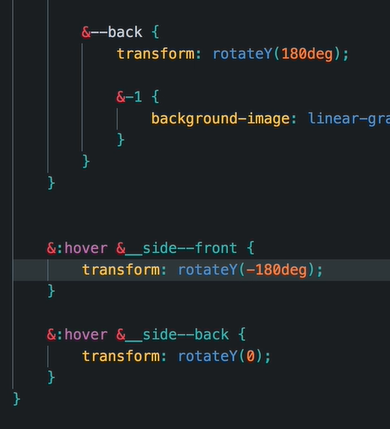 &--back {
transform: rotateY(180deg);
&-1 {
background-image: linear-gra
}
}
}
&:hover &__side--front {
transform: rotateY(-180deg);
}
&:hover &__side--back {
transform: rotateY(0);
}
}